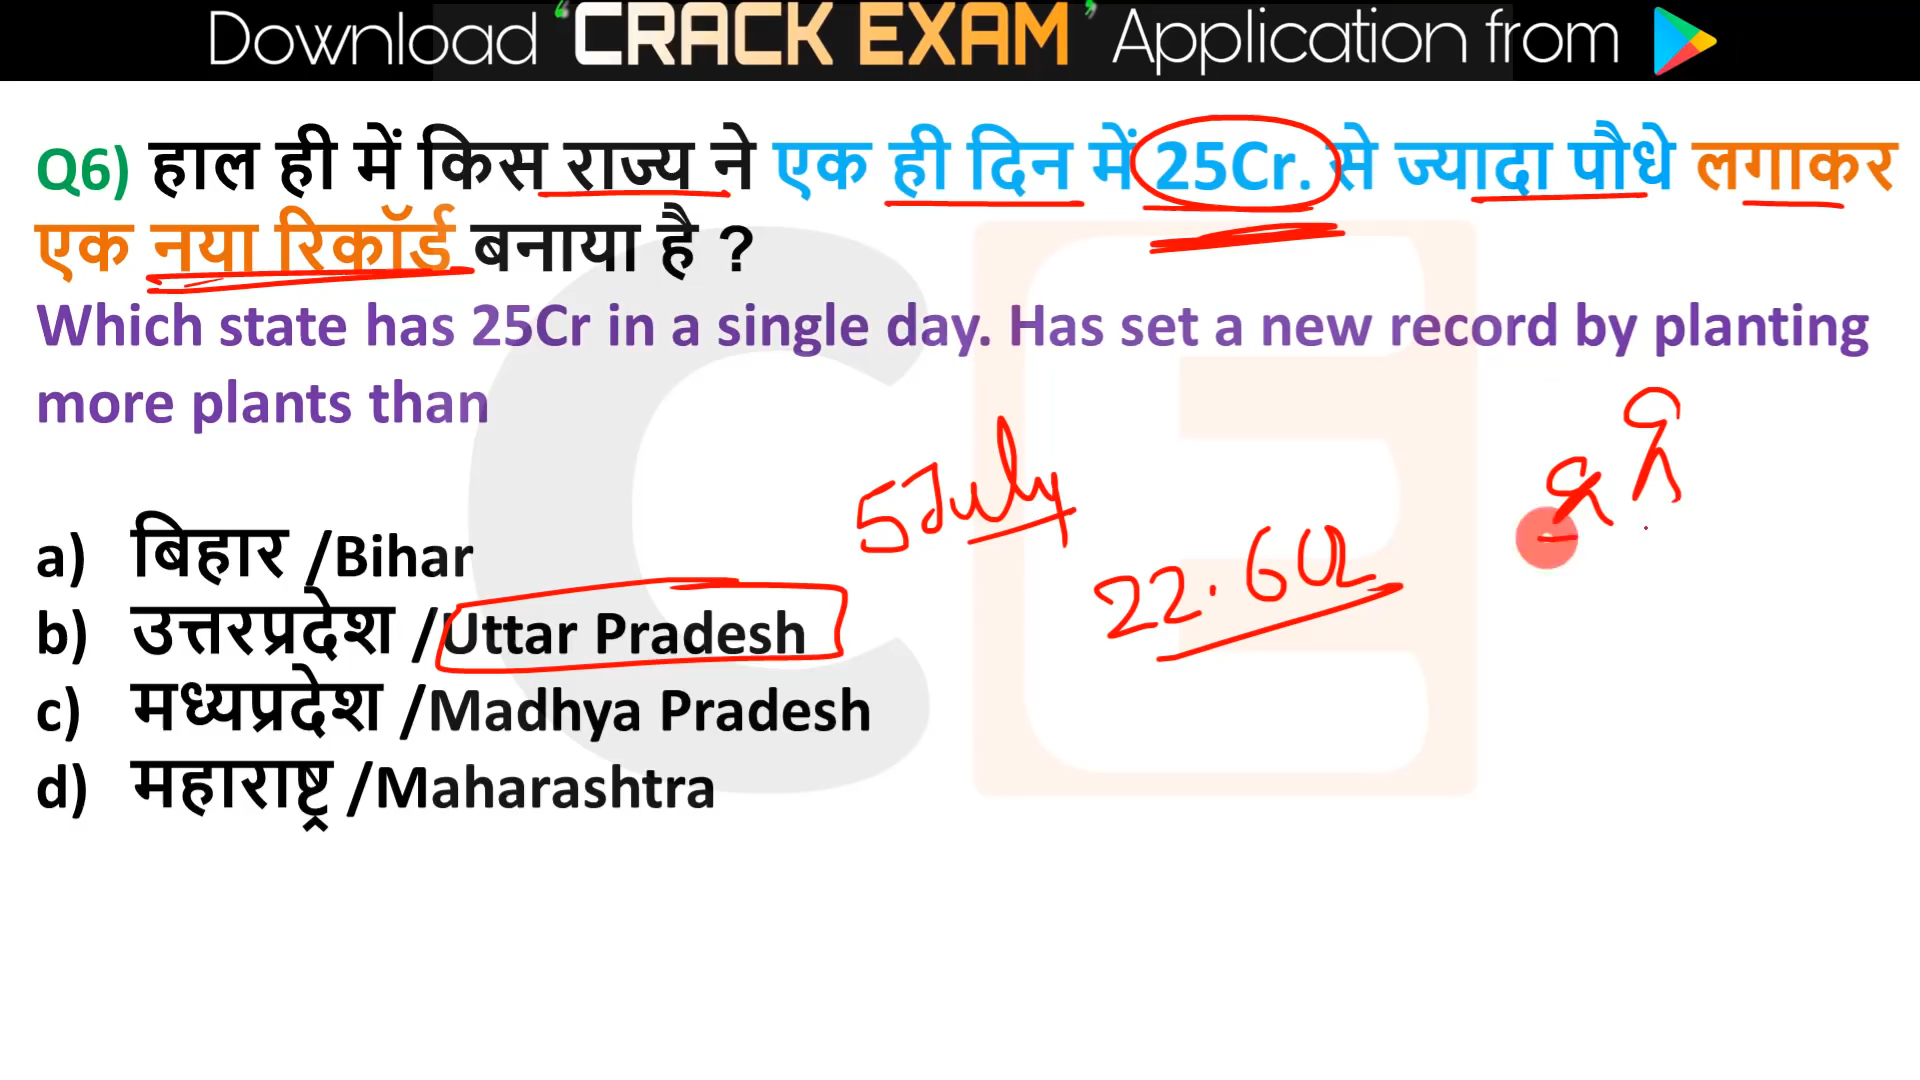 Download ‘CRACK EXAM’ Application from
Q6) हाल ही में किस राज्य ने एक ही दिन में 25Cr. से ज्यादा पौधे लगाकर
एक नया रिकॉर्ड बनाया है ?
Which state has 25Cr in a single day. Has set a new record by planting
more plants than
5 July
22.602
a) बिहार /Bihar
b) उत्तरप्रदेश /Uttar Pradesh
c) मध्यप्रदेश /Madhya Pradesh
d) महाराष्ट्र /Maharashtra
CE